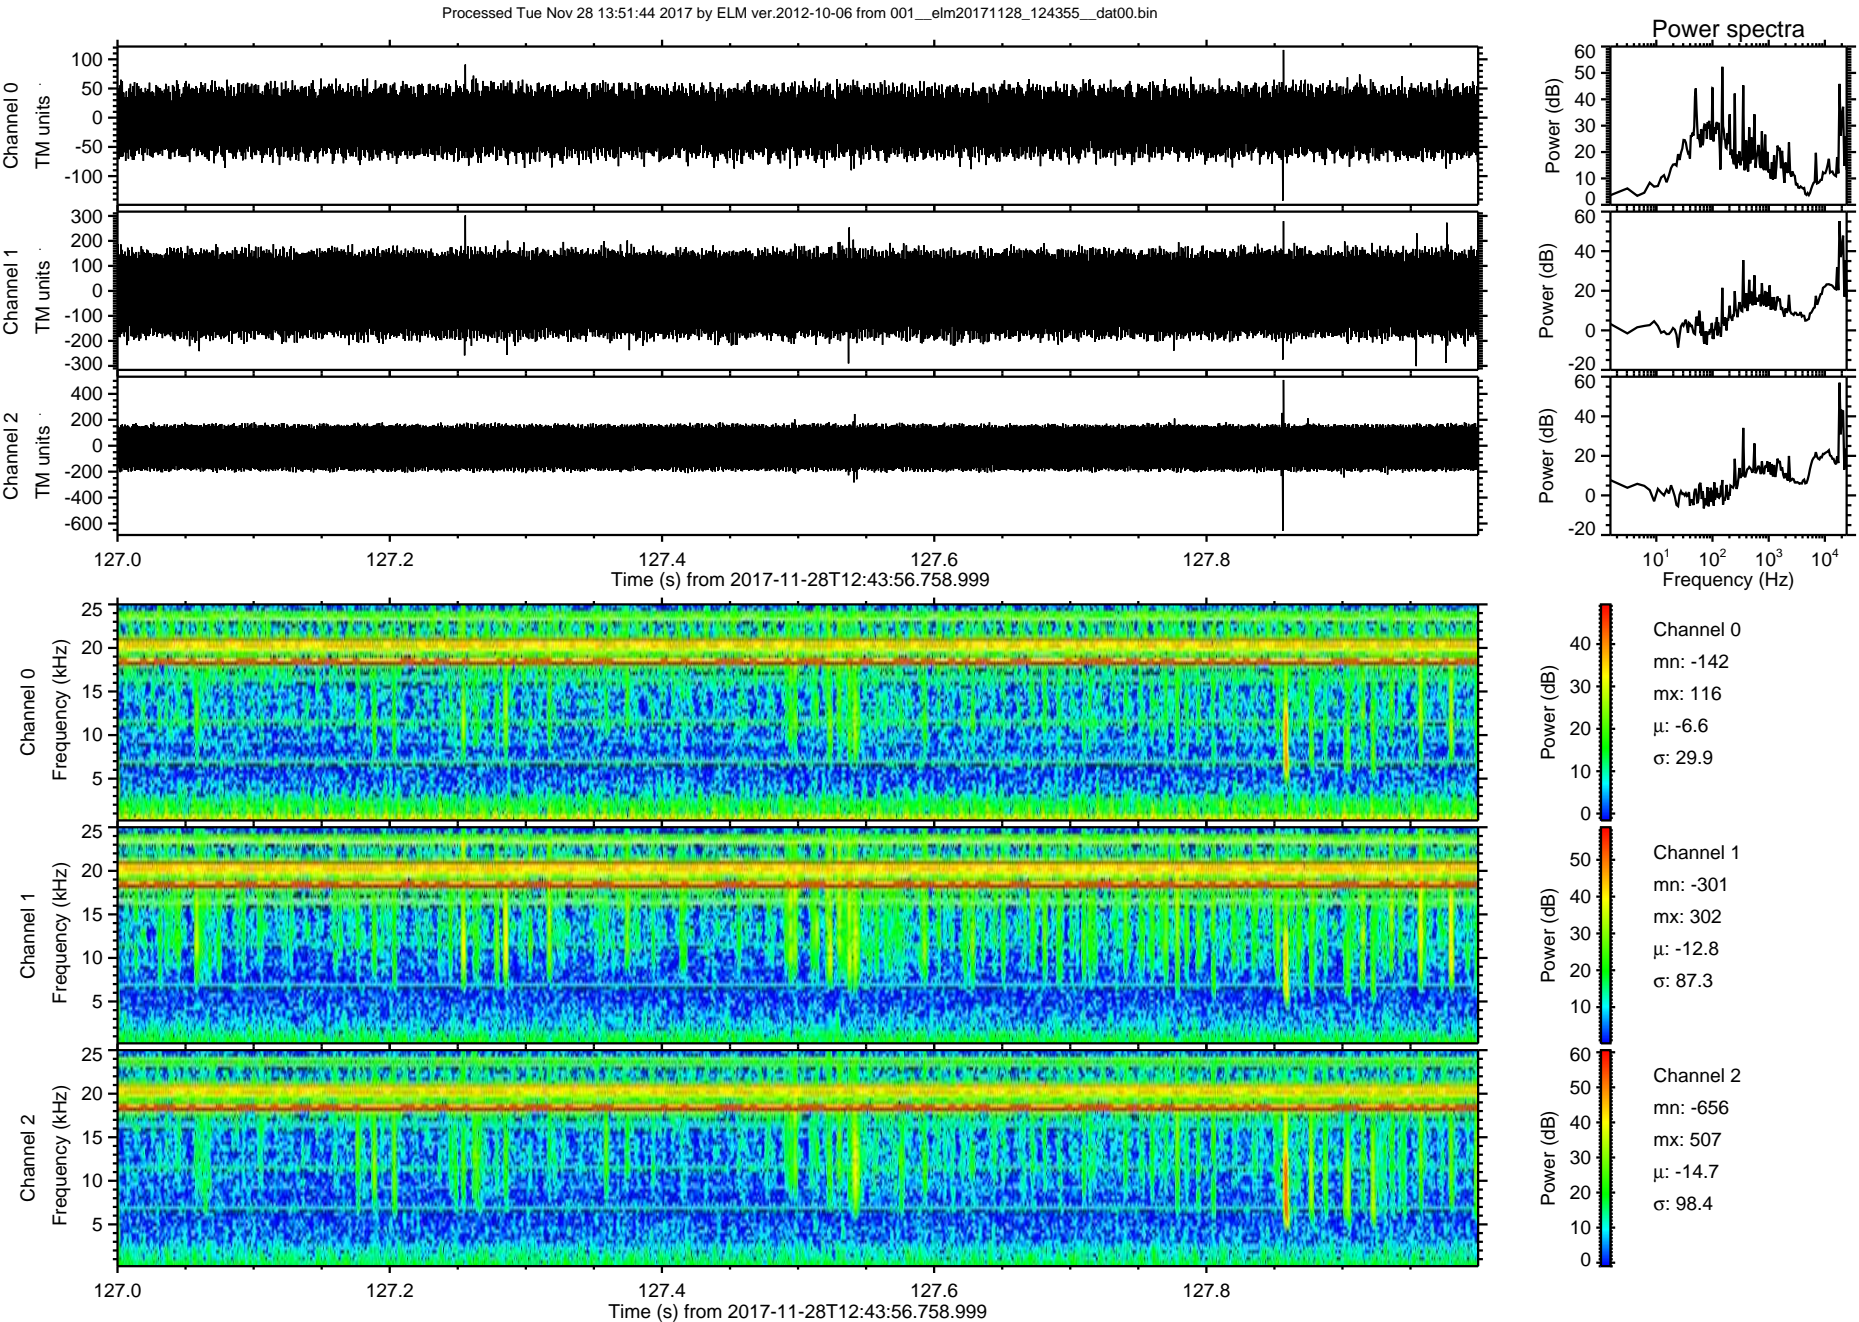 Processed Tue Nov 28 13:51:44 2017 by ELM ver.2012-10-06 from 001__elm20171128_124355__dat00.bin
Power spectra
Channel 0
TM units
100
50
0
-50
-100
Power (dB)
60
50
40
30
20
10
0
Channel 1
TM units
300
200
100
0
-100
-200
-300
Power (dB)
60
40
20
0
-20
Channel 2
TM units
400
200
0
-200
-400
-600
Power (dB)
60
40
20
0
-20
127.0 127.2 127.4 127.6 127.8
Time (s) from 2017-11-28T12:43:56.758.999
10¹ 10² 10³ 10⁴
Frequency (Hz)
Channel 0
Frequency (kHz)
25
20
15
10
5
Power (dB)
40
30
20
10
0
Channel 0
mn: -142
mx: 116
μ: -6.6
σ: 29.9
Channel 1
Frequency (kHz)
25
20
15
10
5
Power (dB)
50
40
30
20
10
Channel 1
mn: -301
mx: 302
μ: -12.8
σ: 87.3
Channel 2
Frequency (kHz)
25
20
15
10
5
Power (dB)
60
50
40
30
20
10
0
Channel 2
mn: -656
mx: 507
μ: -14.7
σ: 98.4
127.0 127.2 127.4 127.6 127.8
Time (s) from 2017-11-28T12:43:56.758.999